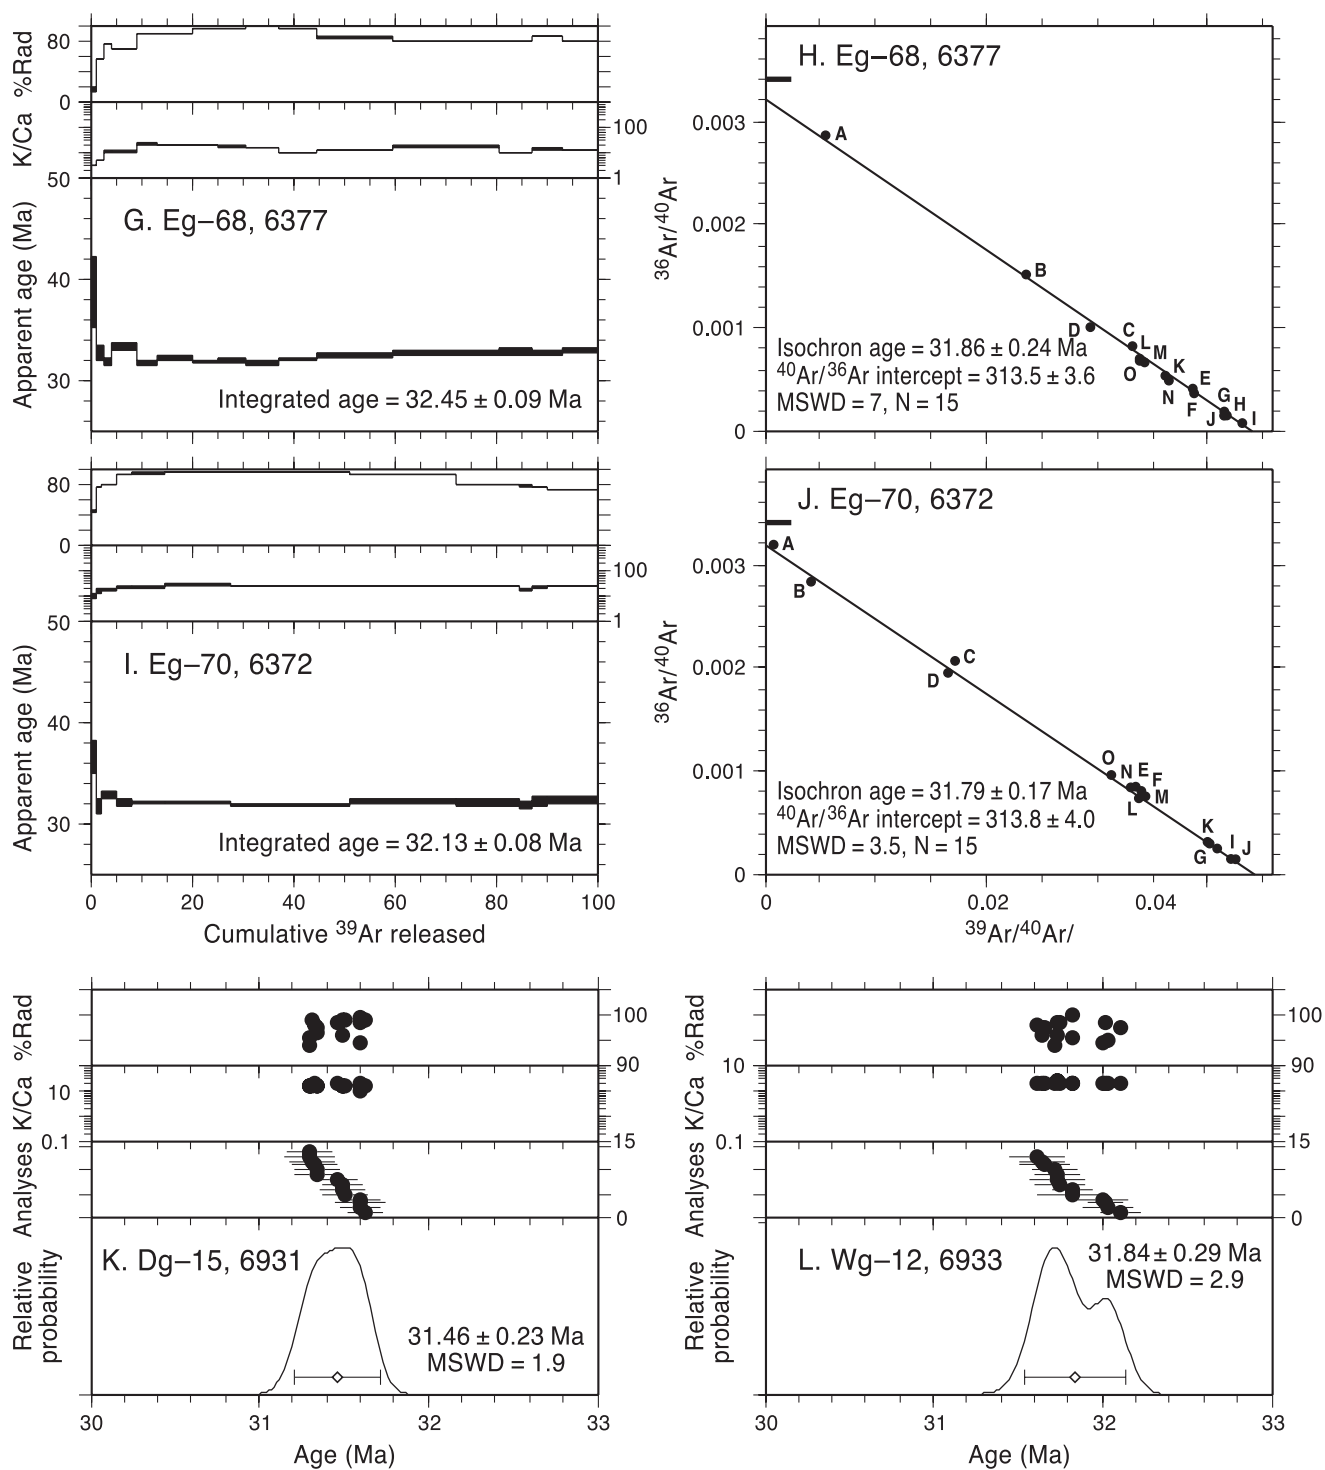 %Rad
80
0
K/Ca
100
1
Apparent age (Ma)
50
40
30
G. Eg–68, 6377
Integrated age = 32.45 ± 0.09 Ma
H. Eg–68, 6377
36Ar/40Ar
0.003
0.002
0.001
0
A
B
D
C
L
M
O
K
N
E
F
G
H
J
I
Isochron age = 31.86 ± 0.24 Ma
40Ar/36Ar intercept = 313.5 ± 3.6
MSWD = 7, N = 15
80
0
100
1
Apparent age (Ma)
50
40
30
I. Eg–70, 6372
Integrated age = 32.13 ± 0.08 Ma
0 20 40 60 80 100
Cumulative 39Ar released
J. Eg–70, 6372
36Ar/40Ar
0.003
0.002
0.001
0
A
B
C
D
O
N
E
F
M
L
K
G
I
J
Isochron age = 31.79 ± 0.17 Ma
40Ar/36Ar intercept = 313.8 ± 4.0
MSWD = 3.5, N = 15
0 0.02 0.04
39Ar/40Ar/
%Rad
100
90
K/Ca
10
0.1
Analyses
15
0
Relative
probability
K. Dg–15, 6931
31.46 ± 0.23 Ma
MSWD = 1.9
30 31 32 33
Age (Ma)
%Rad
100
90
K/Ca
10
0.1
Analyses
15
0
Relative
probability
L. Wg–12, 6933
31.84 ± 0.29 Ma
MSWD = 2.9
30 31 32 33
Age (Ma)